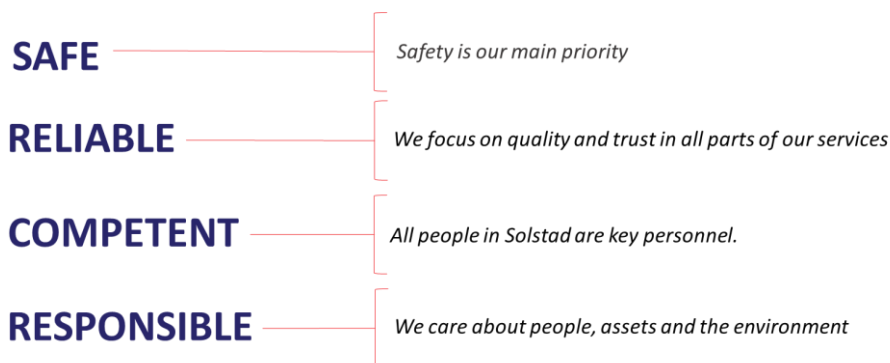 SAFE
Safety is our main priority
RELIABLE
We focus on quality and trust in all parts of our services
COMPETENT
All people in Solstad are key personnel.
RESPONSIBLE
We care about people, assets and the environment